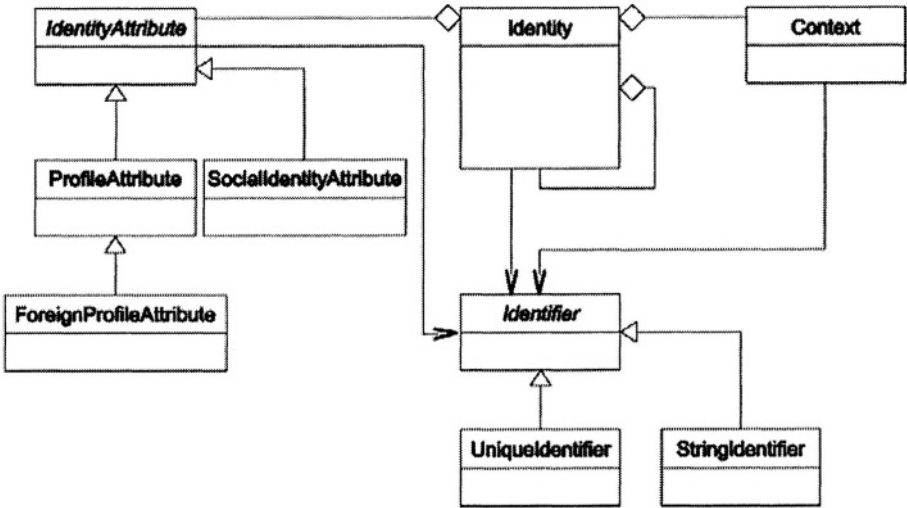 IdentityAttribute
Identity
Context
ProfileAttribute
SocialIdentityAttribute
ForeignProfileAttribute
Identifier
UniqueIdentifier
StringIdentifier